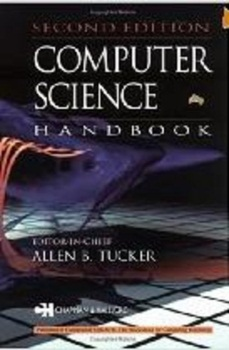 SECOND EDITION
COMPUTER
SCIENCE
HANDBOOK
EDITOR-IN-CHIEF
ALLEN B. TUCKER
CHAPMAN & HALL/CRC